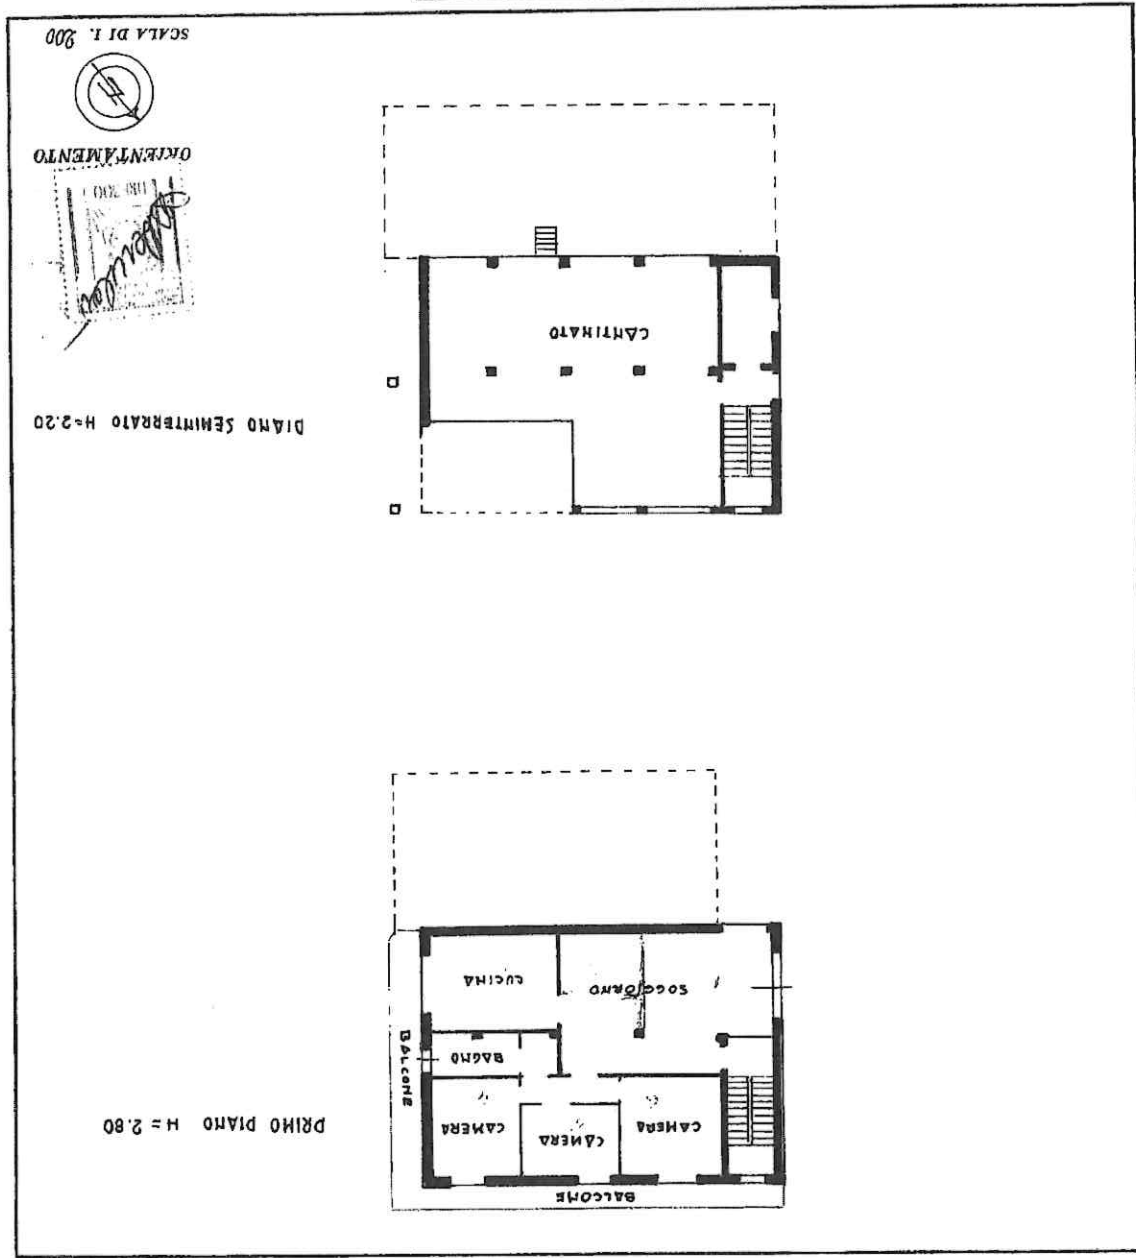 BALCONE
CAMERA
CAMERA
CAMERA
PRIMO PIANO H = 2.80
BAGNO
BALCONE
SOGGIORNO
CUCINA
PIANO SEMINTERRATO H=2.20
CANTINATO
ORIENTAMENTO
SCALA DI 1: 200